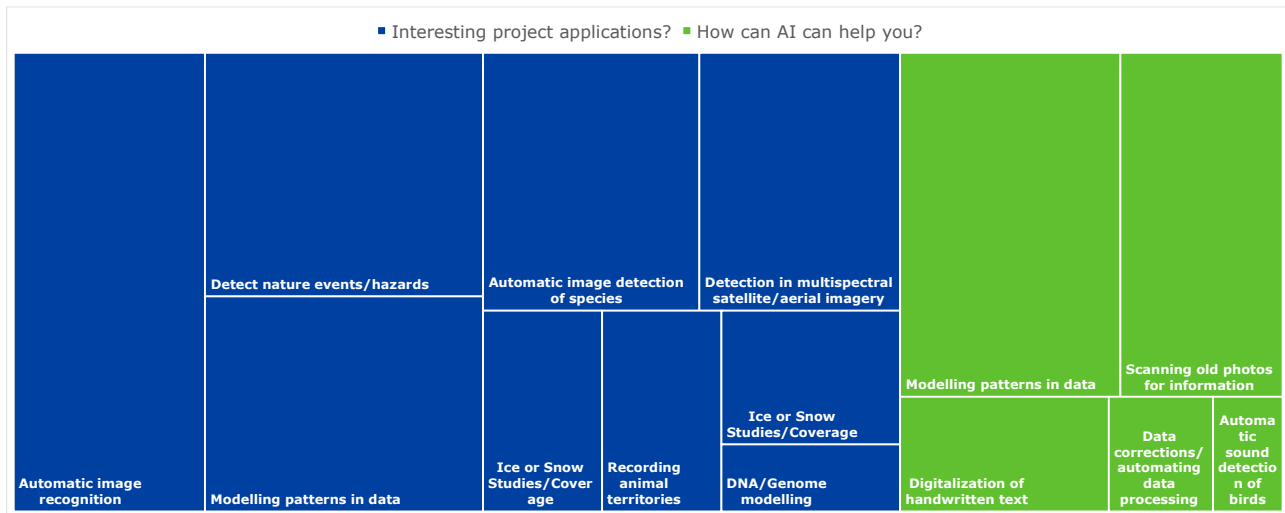 Interesting project applications? How can AI can help you?
Detect nature events/hazards
Automatic image detection
of species
Detection in multispectral
satellite/aerial imagery
Modelling patterns in data
Scanning old photos
for information
Automatic image
recognition
Modelling patterns in data
Ice or Snow
Studies/Cover
age
Recording
animal
territories
Ice or Snow
Studies/Coverage
DNA/Genome
modelling
Digitalization of
handwritten text
Data
corrections/
automating
data
processing
Automa
tic
sound
detectio
n of
birds